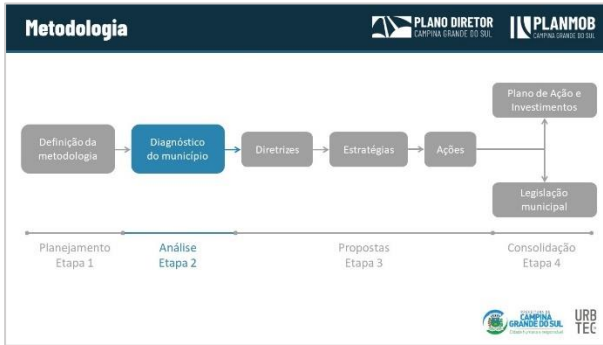 Metodologia
PLANO DIRETOR
CAMPINA GRANDE DO SUL
PLANMOB
CAMPINA GRANDE DO SUL
Plano de Ação e
Investimentos
Definição da
metodologia
Diagnóstico
do município
Diretrizes
Estratégias
Ações
Legislação
municipal
Planejamento
Etapa 1
Análise
Etapa 2
Propostas
Etapa 3
Consolidação
Etapa 4
CAMPINA
GRANDE DO SUL
URB
TEC